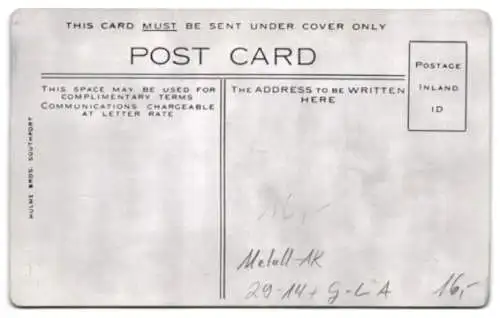 THIS CARD MUST BE SENT UNDER COVER ONLY
POST CARD
POSTAGE
INLAND
1D
THIS SPACE MAY BE USED FOR
COMPLIMENTARY TERMS
COMMUNICATIONS CHARGEABLE
AT LETTER RATE
THE ADDRESS TO BE WRITTEN
HERE
HULME BROS. SOUTHPORT
16,-
Metall-AK
29-14+ G-LiA
16,-